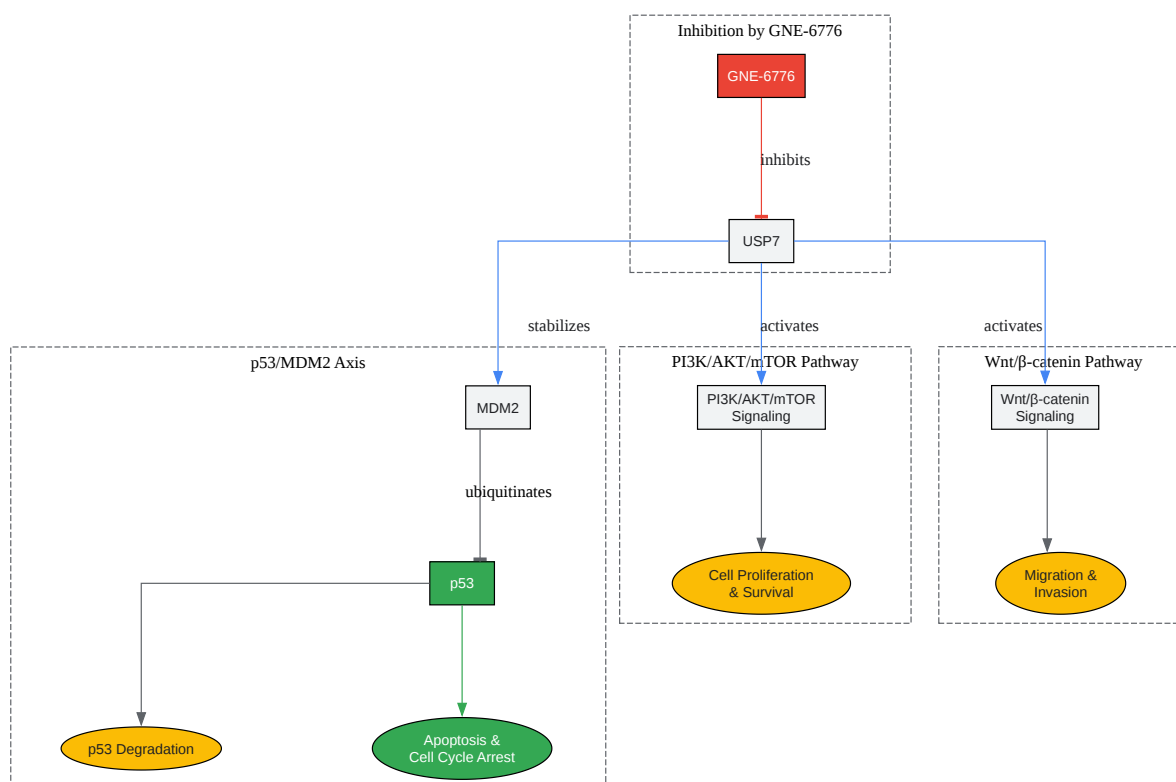 Inhibition by GNE-6776
GNE-6776
inhibits
USP7
stabilizes
activates
activates
p53/MDM2 Axis
PI3K/AKT/mTOR Pathway
Wnt/β-catenin Pathway
MDM2
PI3K/AKT/mTOR
Signaling
Wnt/β-catenin
Signaling
ubiquitinates
p53
Cell Proliferation
& Survival
Migration &
Invasion
p53 Degradation
Apoptosis &
Cell Cycle Arrest